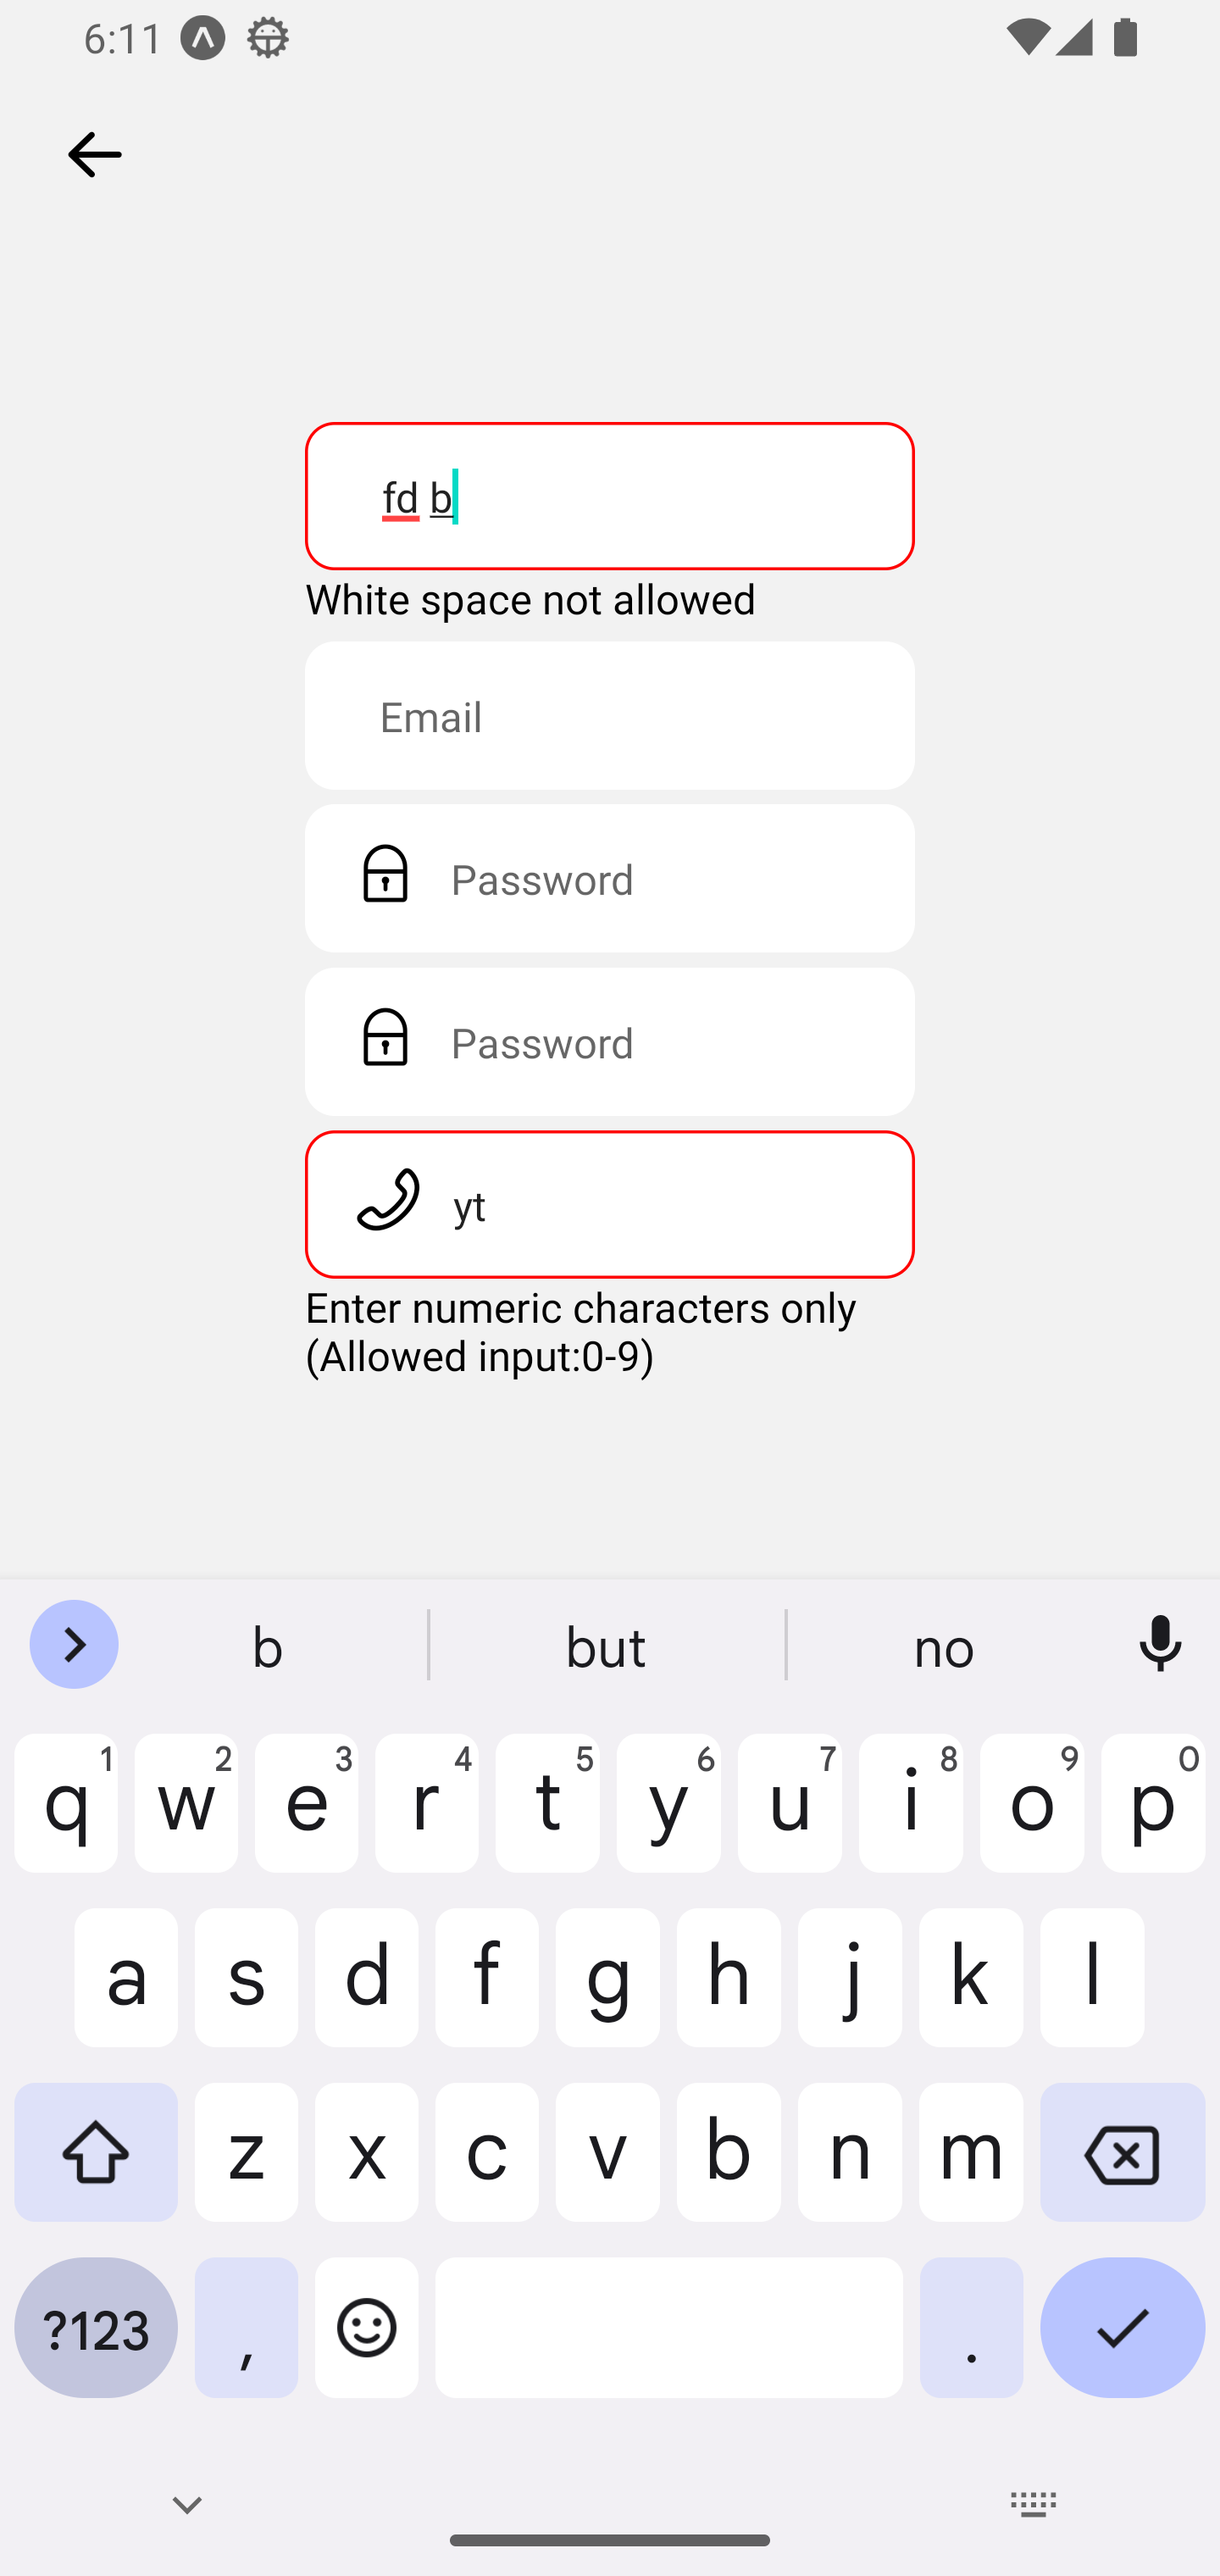 6:11
fd b
White space not allowed
Email
Password
Password
yt
Enter numeric characters only
(Allowed input:0-9)
b but no
1 2 3 4 5 6 7 8 9 0
q w e r t y u i o p
a s d f g h j k l
z x c v b n m
?123 , .